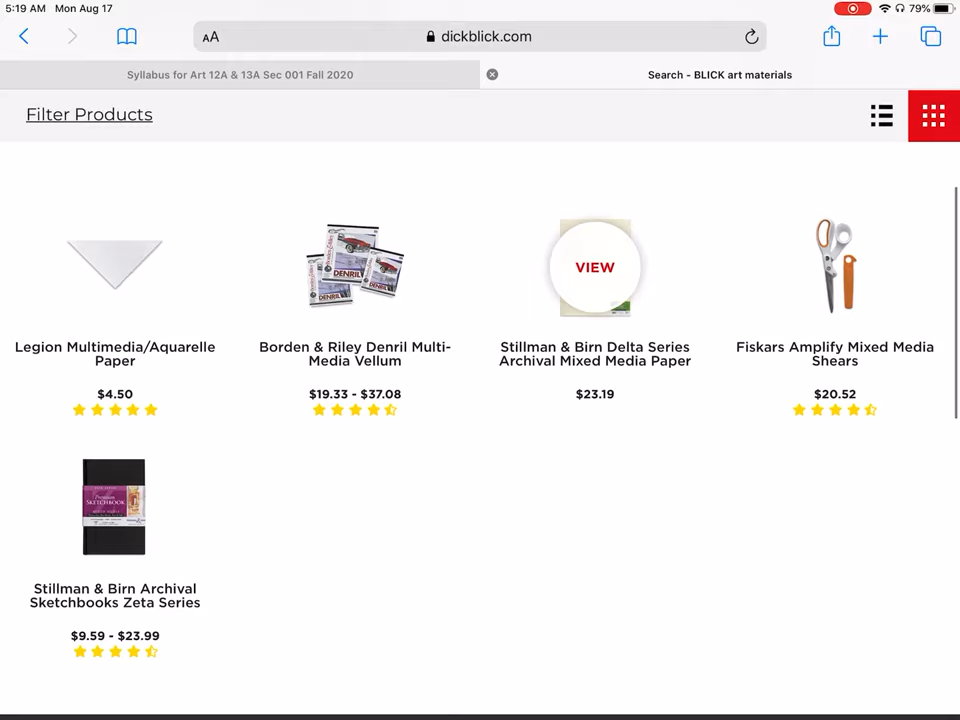 5:19 AM Mon Aug 17
79%
AA
dickblick.com
Syllabus for Art 12A & 13A Sec 001 Fall 2020
Search - BLICK art materials
Filter Products
VIEW
DENRIL
Legion Multimedia/Aquarelle
Paper
$4.50
Borden & Riley Denril Multi-
Media Vellum
$19.33 - $37.08
Stillman & Birn Delta Series
Archival Mixed Media Paper
$23.19
Fiskars Amplify Mixed Media
Shears
$20.52
Premium
SKETCHBOOK
Stillman & Birn Archival
Sketchbooks Zeta Series
$9.59 - $23.99